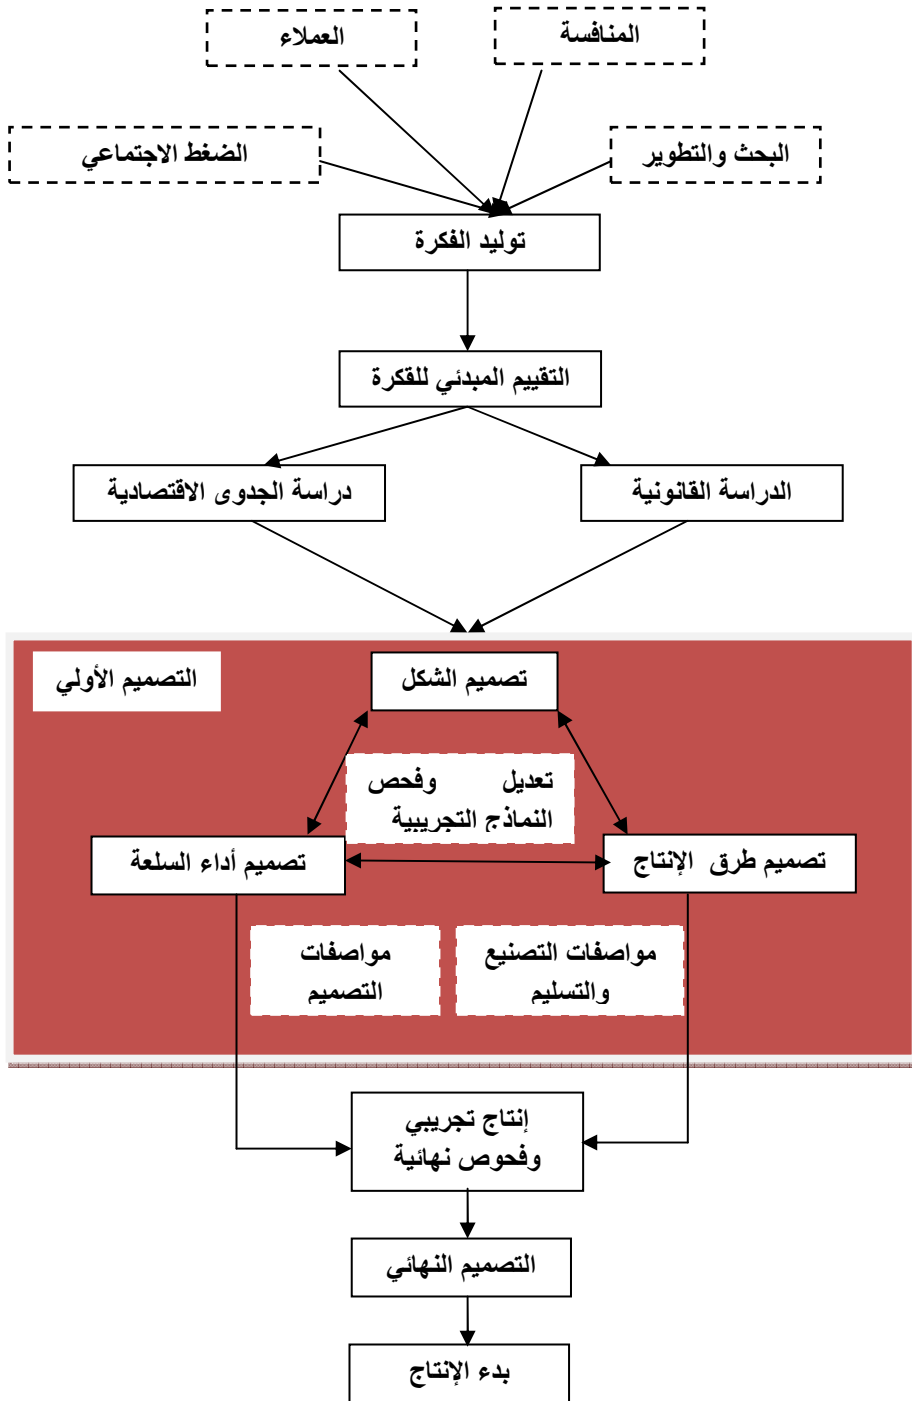 المنافسة
العملاء
البحث والتطوير
الضغط الاجتماعي
توليد الفكرة
التقييم المبدئي للقكرة
الدراسة القانونية
دراسة الجدوى الاقتصادية
تصميم الشكل
التصميم الأولي
تعديل وفحص
النماذج التجريبية
تصميم طرق الإنتاج
تصميم أداء السلعة
مواصفات التصنيع
والتسليم
مواصفات
التصميم
إنتاج تجريبي
وفحوص نهائية
التصميم النهائي
بدء الإنتاج